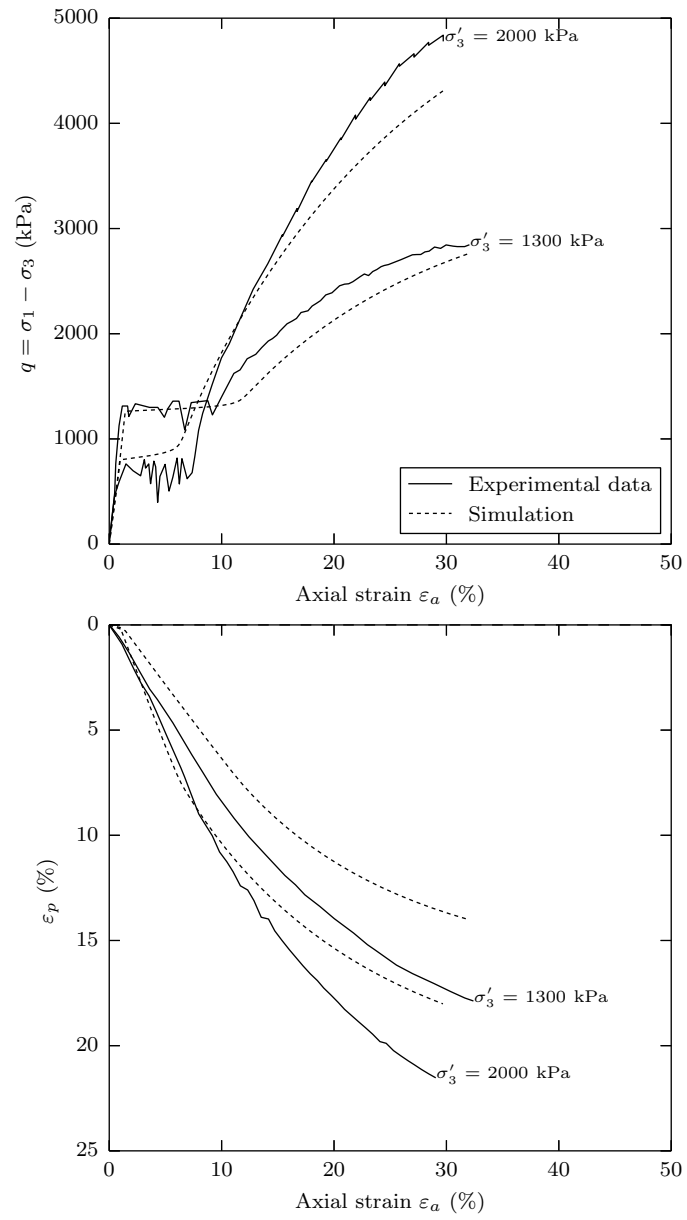 5000
4000
3000
2000
1000
0
q = σ₁ − σ₃ (kPa)
σ′₃ = 2000 kPa
σ′₃ = 1300 kPa
Experimental data
Simulation
0 10 20 30 40 50
Axial strain εₐ (%)
0
5
10
15
20
25
εₚ (%)
σ′₃ = 1300 kPa
σ′₃ = 2000 kPa
0 10 20 30 40 50
Axial strain εₐ (%)